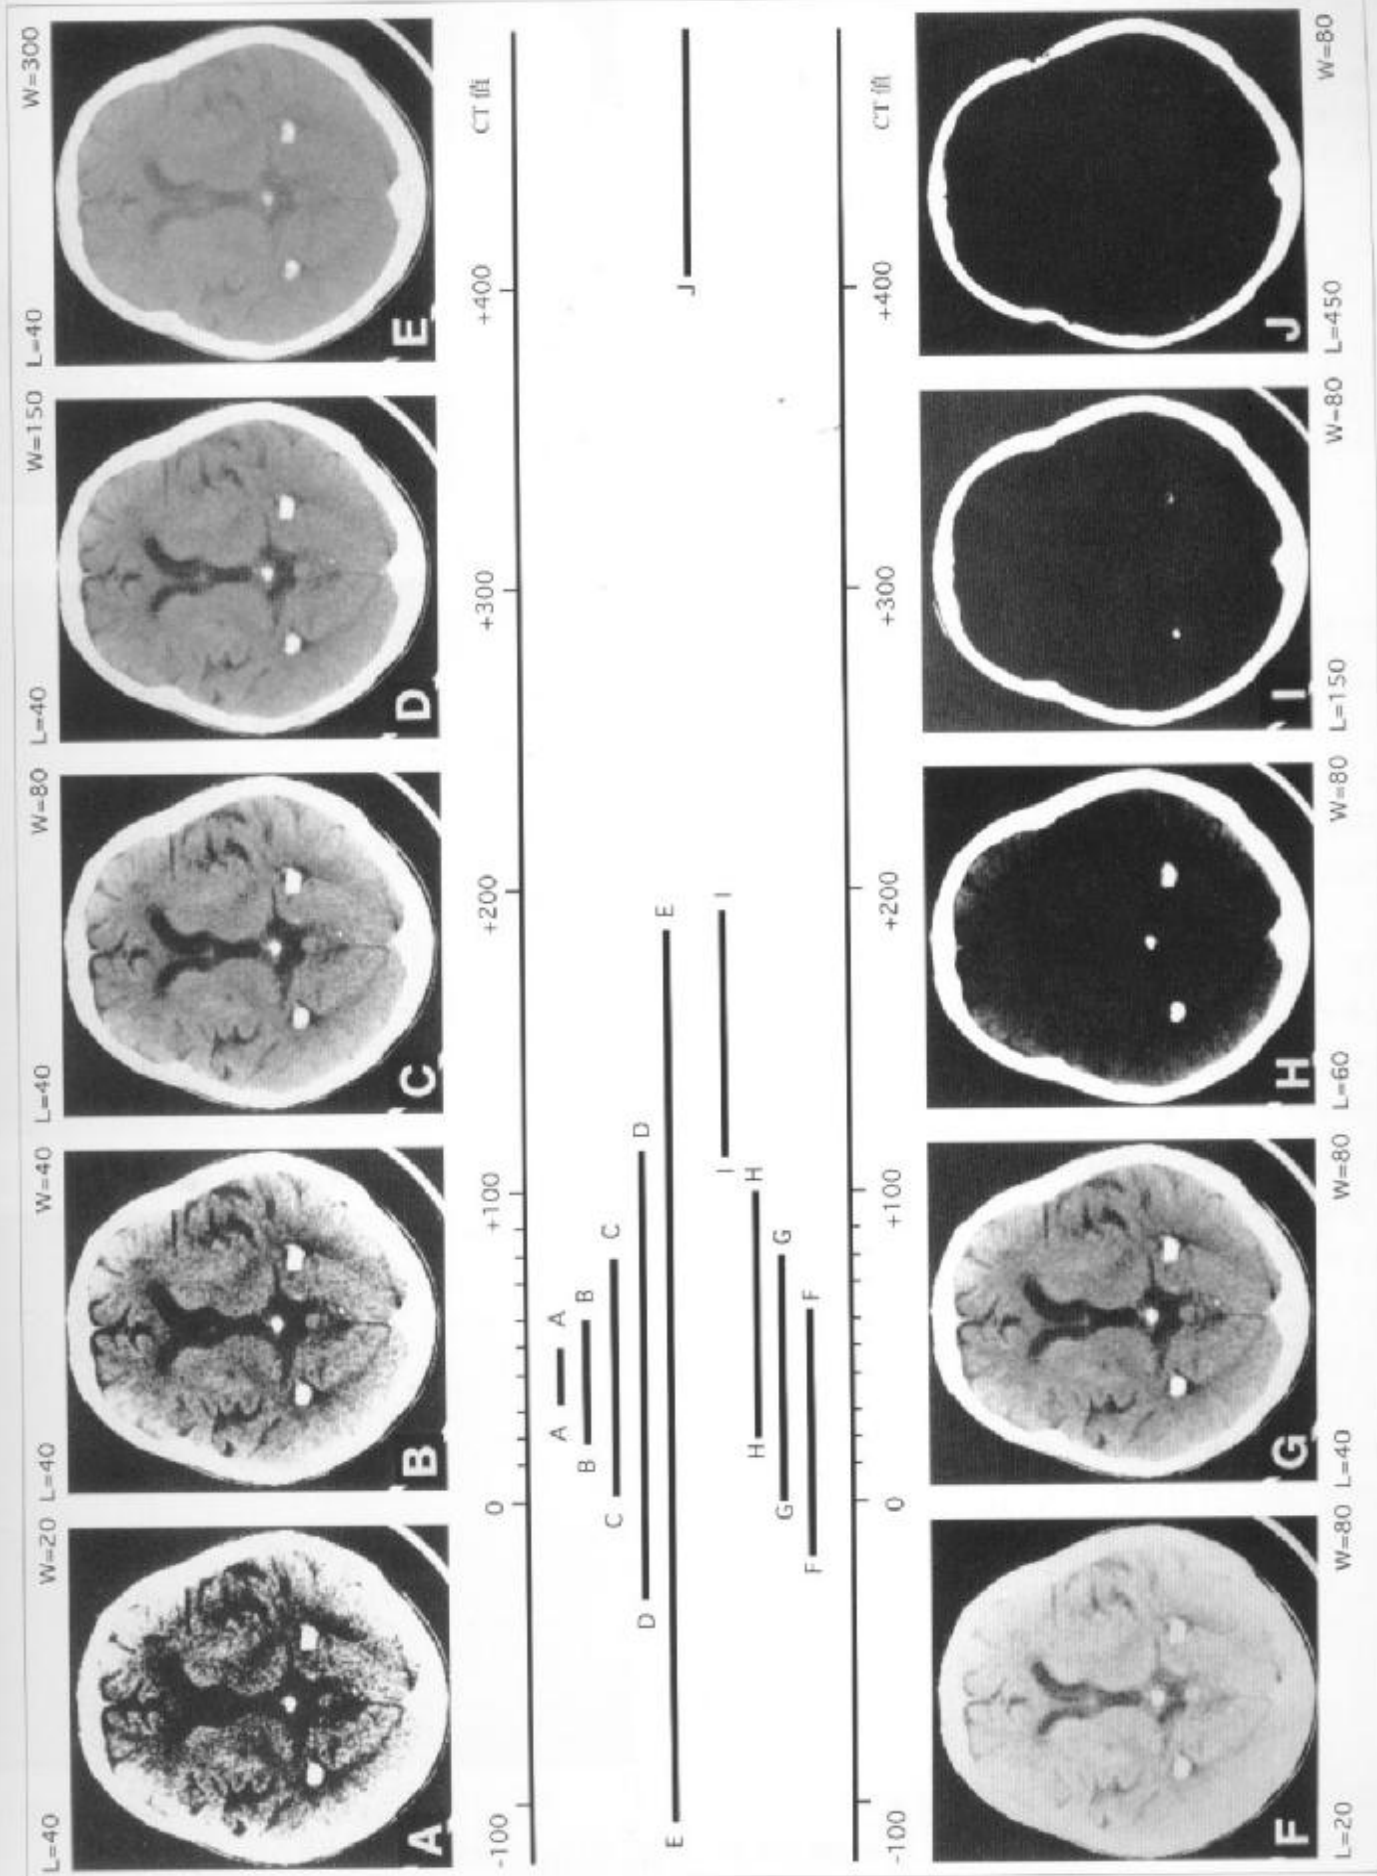 L=40 W=20 L=40 W=40 L=40 W=80 L=40 W=150 L=40 W=300
A B C D E
-100 0 +100 +200 +300 +400 CT值
A A
B B
C C
D D
E E
J
I I
H H
G G
F F
-100 0 +100 +200 +300 +400 CT值
F G H I J
L=20 W=80 L=40 W=80 L=60 W=80 L=150 W=80 L=450 W=80